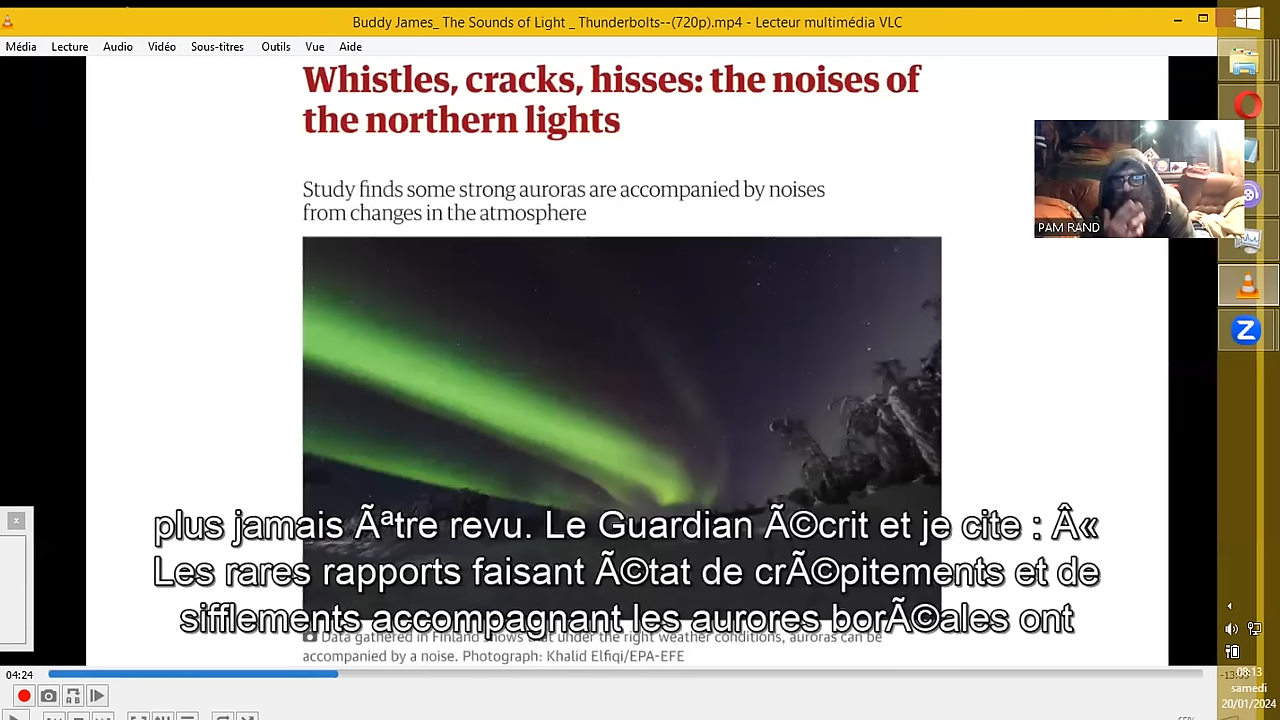 Buddy James_ The Sounds of Light _ Thunderbolts--(720p).mp4 - Lecteur multimédia VLC
Média Lecture Audio Vidéo Sous-titres Outils Vue Aide
Whistles, cracks, hisses: the noises of
the northern lights
Study finds some strong auroras are accompanied by noises
from changes in the atmosphere
PAM RAND
plus jamais Ãªtre revu. Le Guardian Ã©crit et je cite : Â«
Les rares rapports faisant Ã©tat de crÃ©pitements et de
sifflements accompagnant les aurores borÃ©ales ont
Data gathered in Finland shows that under the right weather conditions, auroras can be
accompanied by a noise. Photograph: Khalid Elfiqi/EPA-EFE
04:24
08:13
samedi
20/01/2024